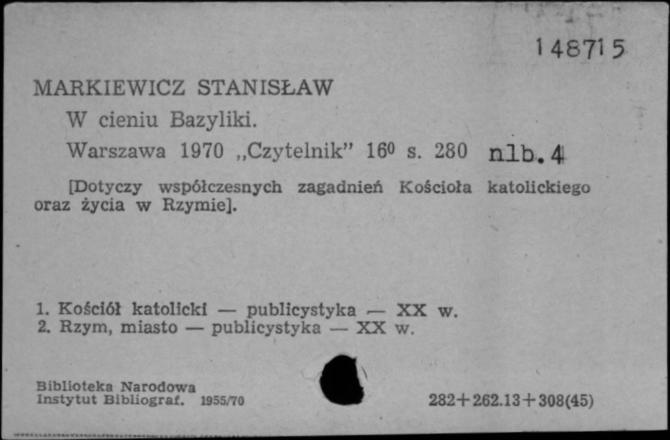 148715
MARKIEWICZ STANISŁAW
W cieniu Bazyliki.
Warszawa 1970 „Czytelnik” 16⁰ s. 280 nlb. 4
[Dotyczy współczesnych zagadnień Kościoła katolickiego
oraz życia w Rzymie].
1. Kościół katolicki — publicystyka — XX w.
2. Rzym, miasto — publicystyka — XX w.
Biblioteka Narodowa
Instytut Bibliograf. 1955/70
282+262.13+308(45)